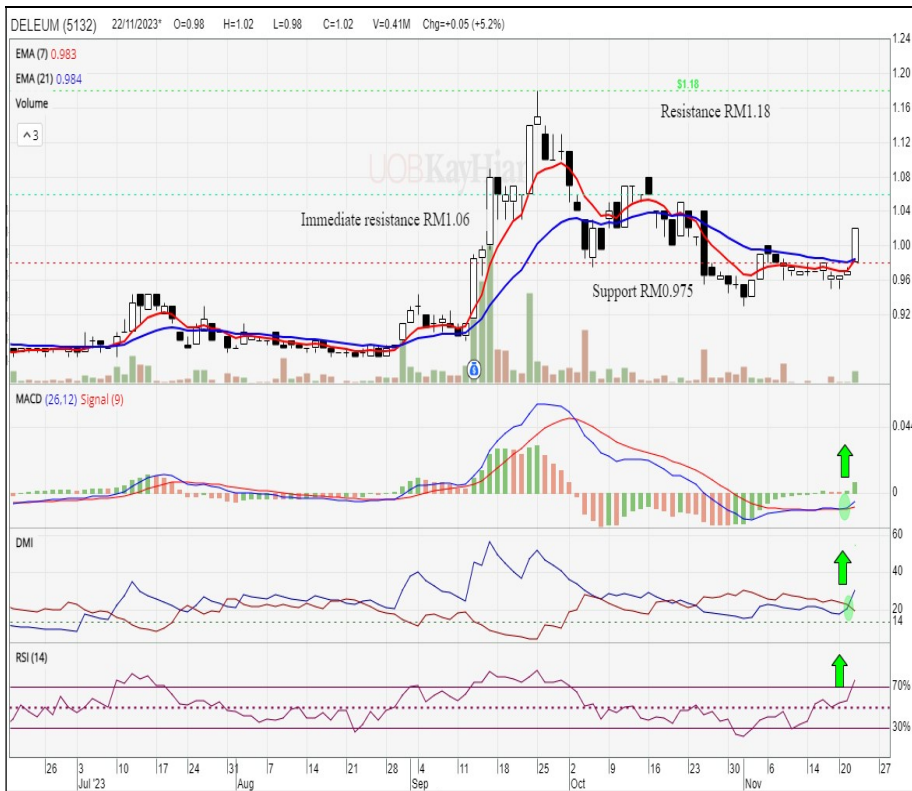 DELEUM (5132) 22/11/2023* O=0.98 H=1.02 L=0.98 C=1.02 V=0.41M Chg=+0.05 (+5.2%)
1.24
EMA (7) 0.983
EMA (21) 0.984
1.20
$1.18
Volume
Resistance RM1.18
1.16
3
1.12
UOBKayHian
1.08
Immediate resistance RM1.06
1.04
1.00
Support RM0.975
0.96
0.92
MACD (26,12) Signal (9)
0.044
0
DMI
60
40
20
14
RSI (14)
70%
30%
26 3 10 17 24 31 7 14 21 28 4 11 18 25 2 9 16 23 30 6 14 20 27
Jul '23 Aug Sep Oct Nov